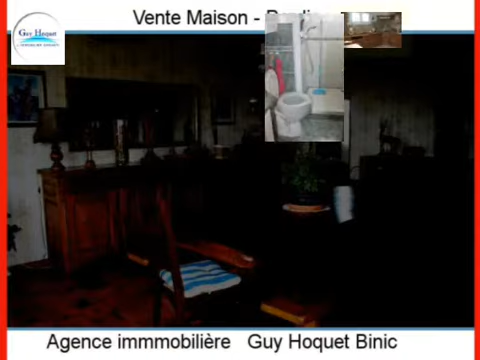 Vente Maison -
Guy Hoquet
Agence immmobilière Guy Hoquet Binic